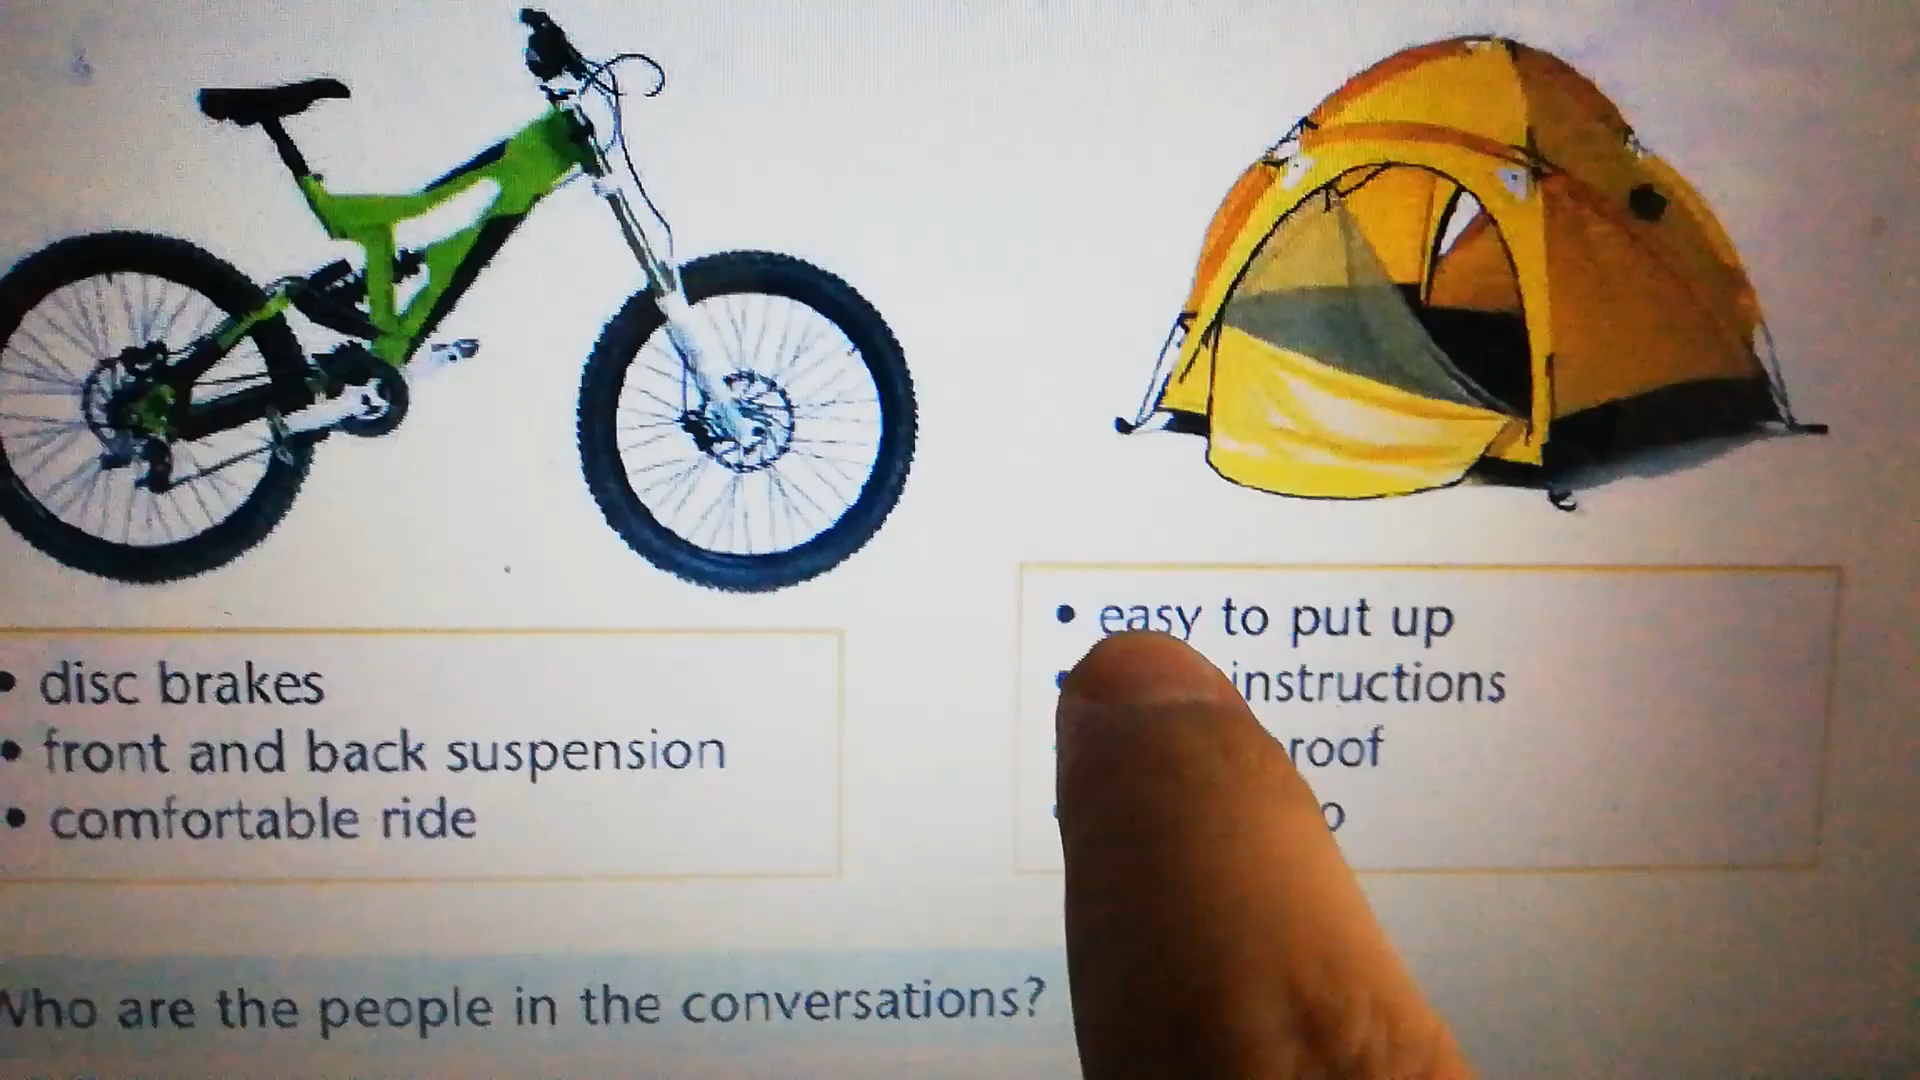 • disc brakes
• front and back suspension
• comfortable ride
• easy to put up
instructions
Who are the people in the conversations?